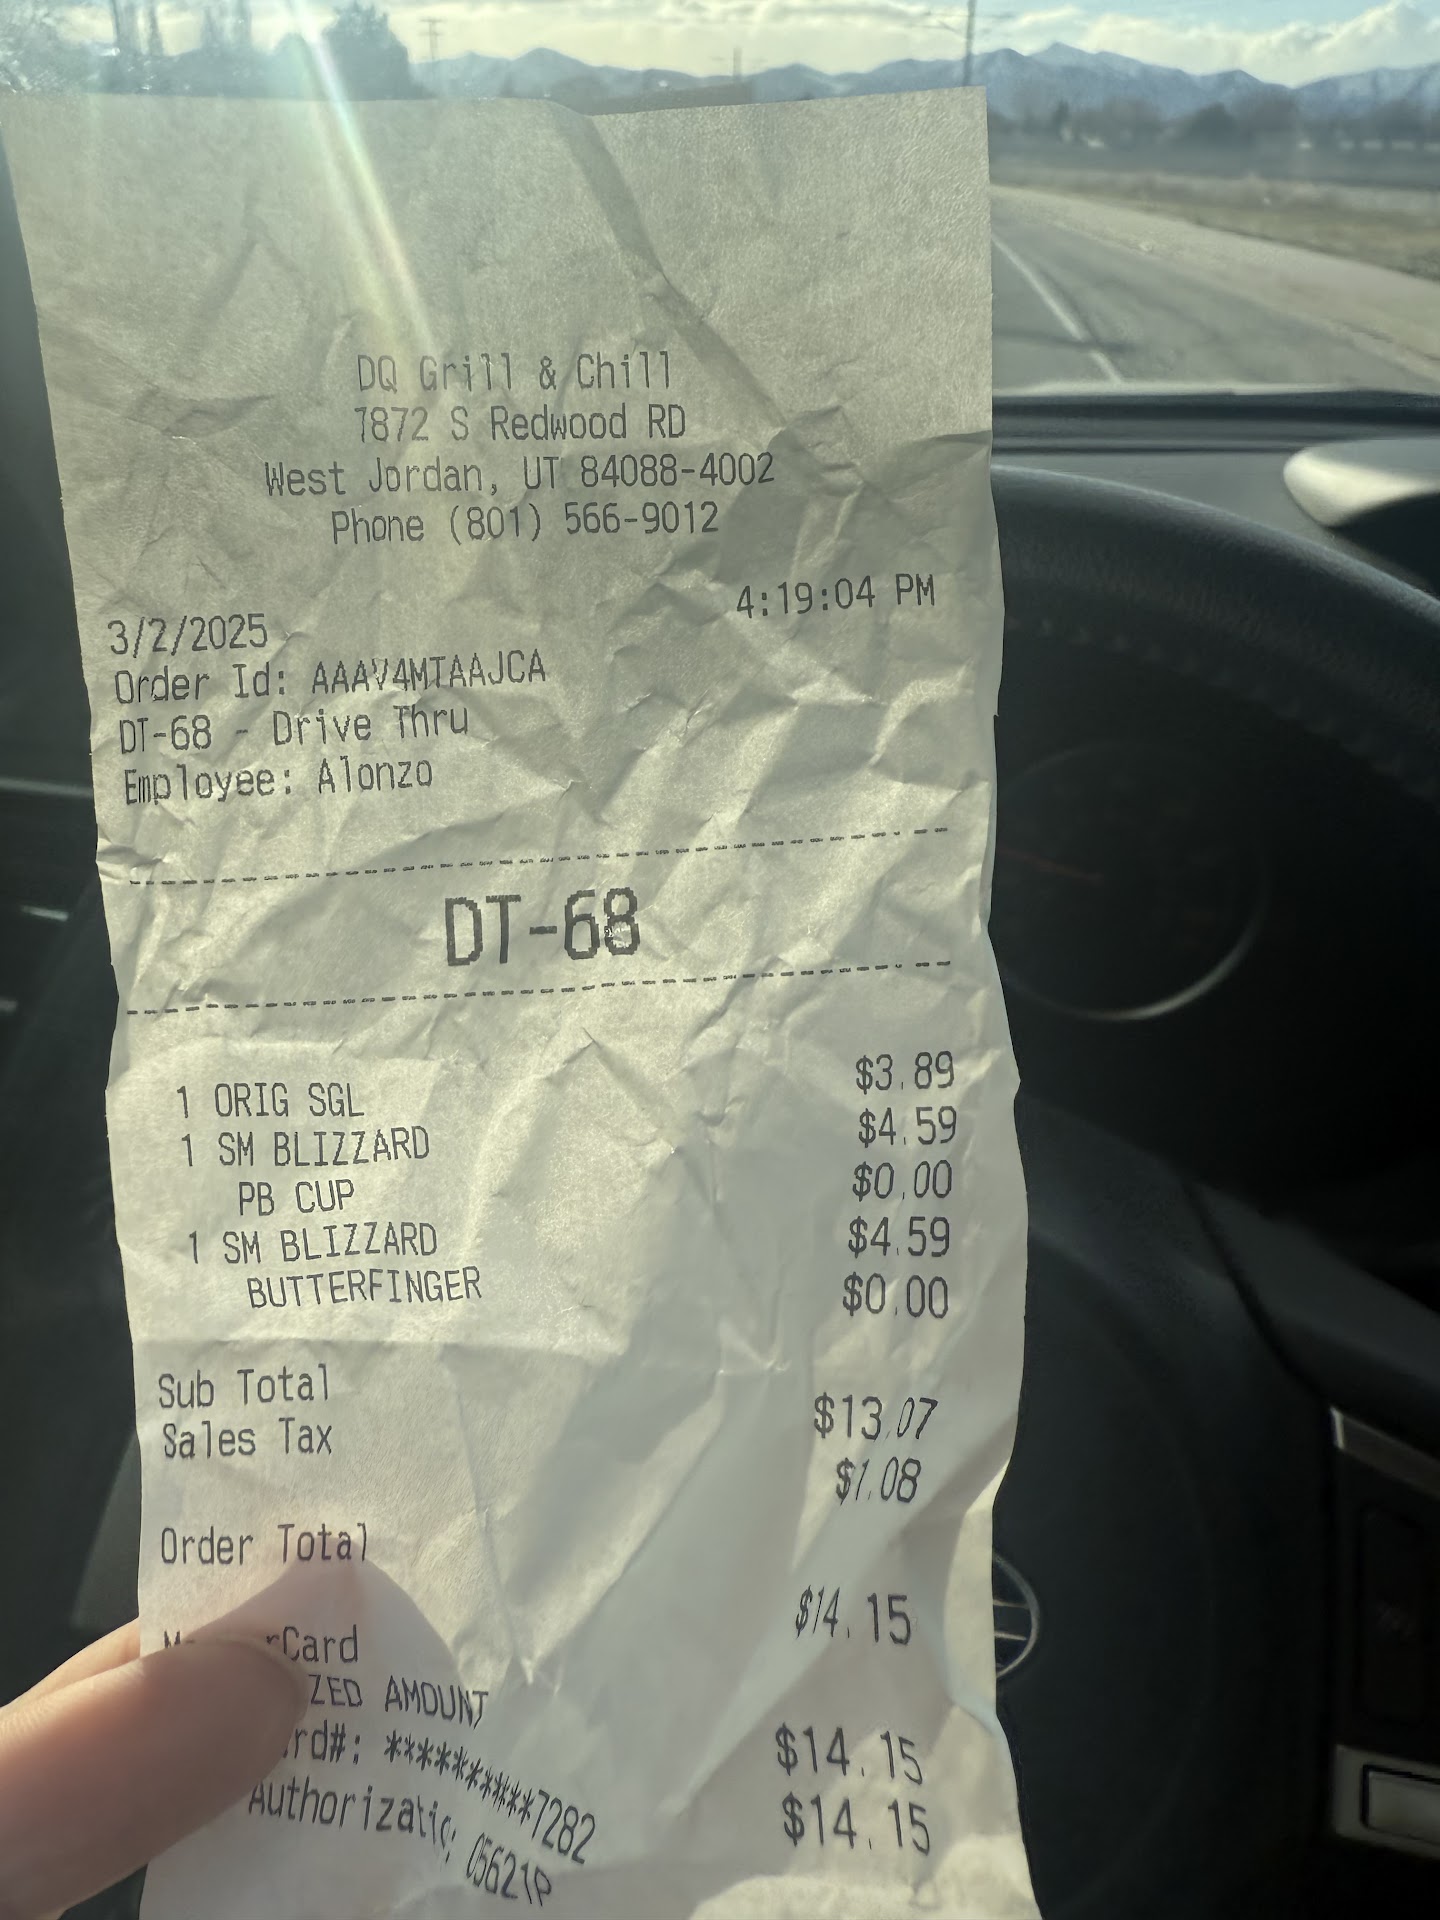 DQ Grill & Chill
7872 S Redwood RD
West Jordan, UT 84088-4002
Phone (801) 566-9012
3/2/2025 4:19:04 PM
Order Id: AAAV4MTAAJCA
DT-68 - Drive Thru
Employee: Alonzo
DT-68
1 ORIG SGL $3.89
1 SM BLIZZARD $4.59
PB CUP $0.00
1 SM BLIZZARD $4.59
BUTTERFINGER $0.00
Sub Total $13.07
Sales Tax $1.08
Order Total $14.15
Card $14.15
AMOUNT $14.15
rd#: **********7282
05621P